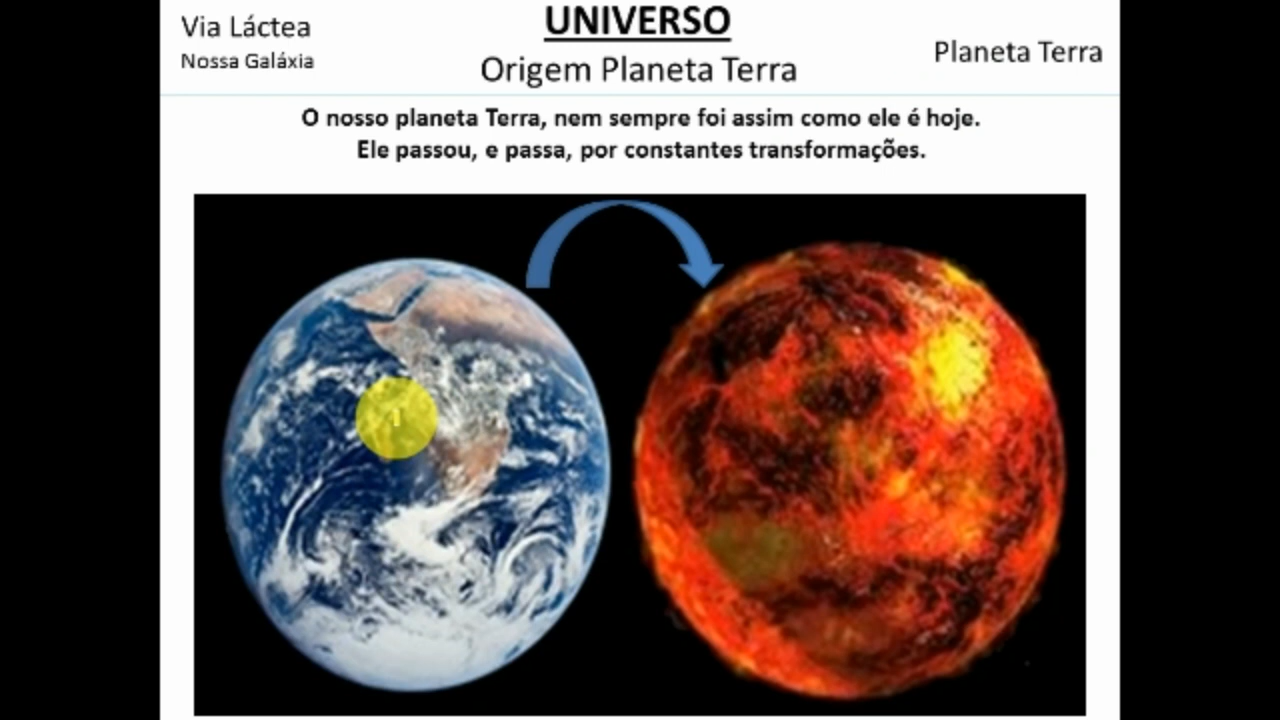 Via Láctea
Nossa Galáxia
UNIVERSO
Origem Planeta Terra
Planeta Terra
O nosso planeta Terra, nem sempre foi assim como ele é hoje.
Ele passou, e passa, por constantes transformações.